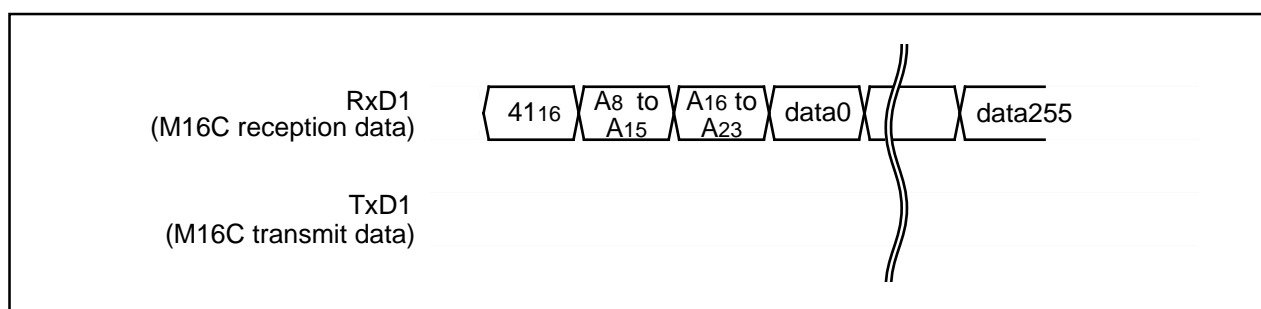 RxD1
(M16C reception data)
4116
A8 to
A15
A16 to
A23
data0
data255
TxD1
(M16C transmit data)